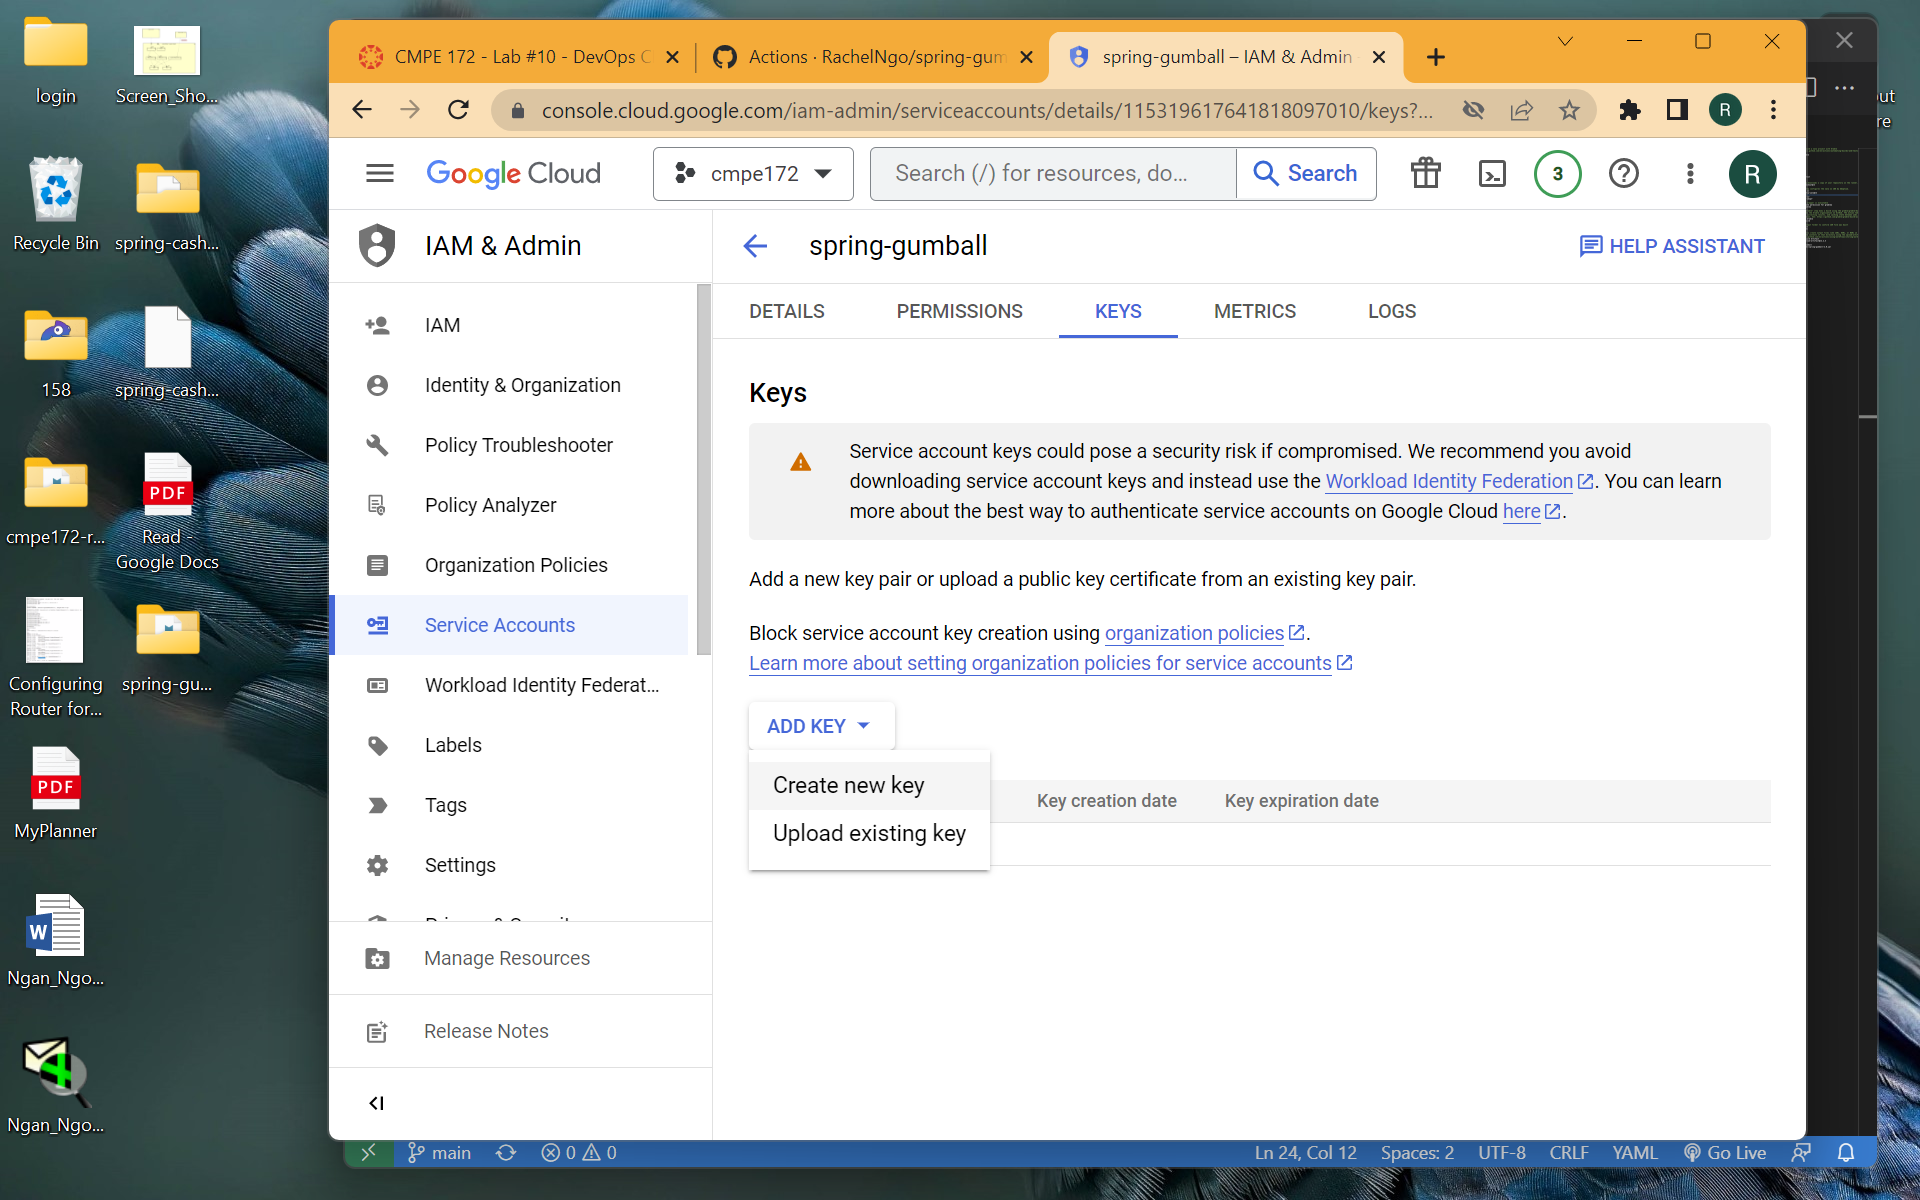 login
Screen_Sho...
Recycle Bin
spring-cash...
158
spring-cash...
cmpe172-r...
PDF
Read -
Google Docs
Configuring
Router for...
spring-gu...
PDF
MyPlanner
W
Ngan_Ngo...
Ngan_Ngo...
CMPE 172 - Lab #10 - DevOps C
Actions · RachelNgo/spring-gum
spring-gumball – IAM & Admin
console.cloud.google.com/iam-admin/serviceaccounts/details/115319617641818097010/keys?...
R
Google Cloud
cmpe172
Search (/) for resources, do...
Search
3
R
IAM & Admin
spring-gumball
HELP ASSISTANT
IAM
Identity & Organization
Policy Troubleshooter
Policy Analyzer
Organization Policies
Service Accounts
Workload Identity Federat...
Labels
Tags
Settings
Manage Resources
Release Notes
DETAILS
PERMISSIONS
KEYS
METRICS
LOGS
Keys
Service account keys could pose a security risk if compromised. We recommend you avoid
downloading service account keys and instead use the Workload Identity Federation. You can learn
more about the best way to authenticate service accounts on Google Cloud here.
Add a new key pair or upload a public key certificate from an existing key pair.
Block service account key creation using organization policies.
Learn more about setting organization policies for service accounts
ADD KEY
Create new key
Upload existing key
Key creation date
Key expiration date
main
0
0
Ln 24, Col 12
Spaces: 2
UTF-8
CRLF
YAML
Go Live